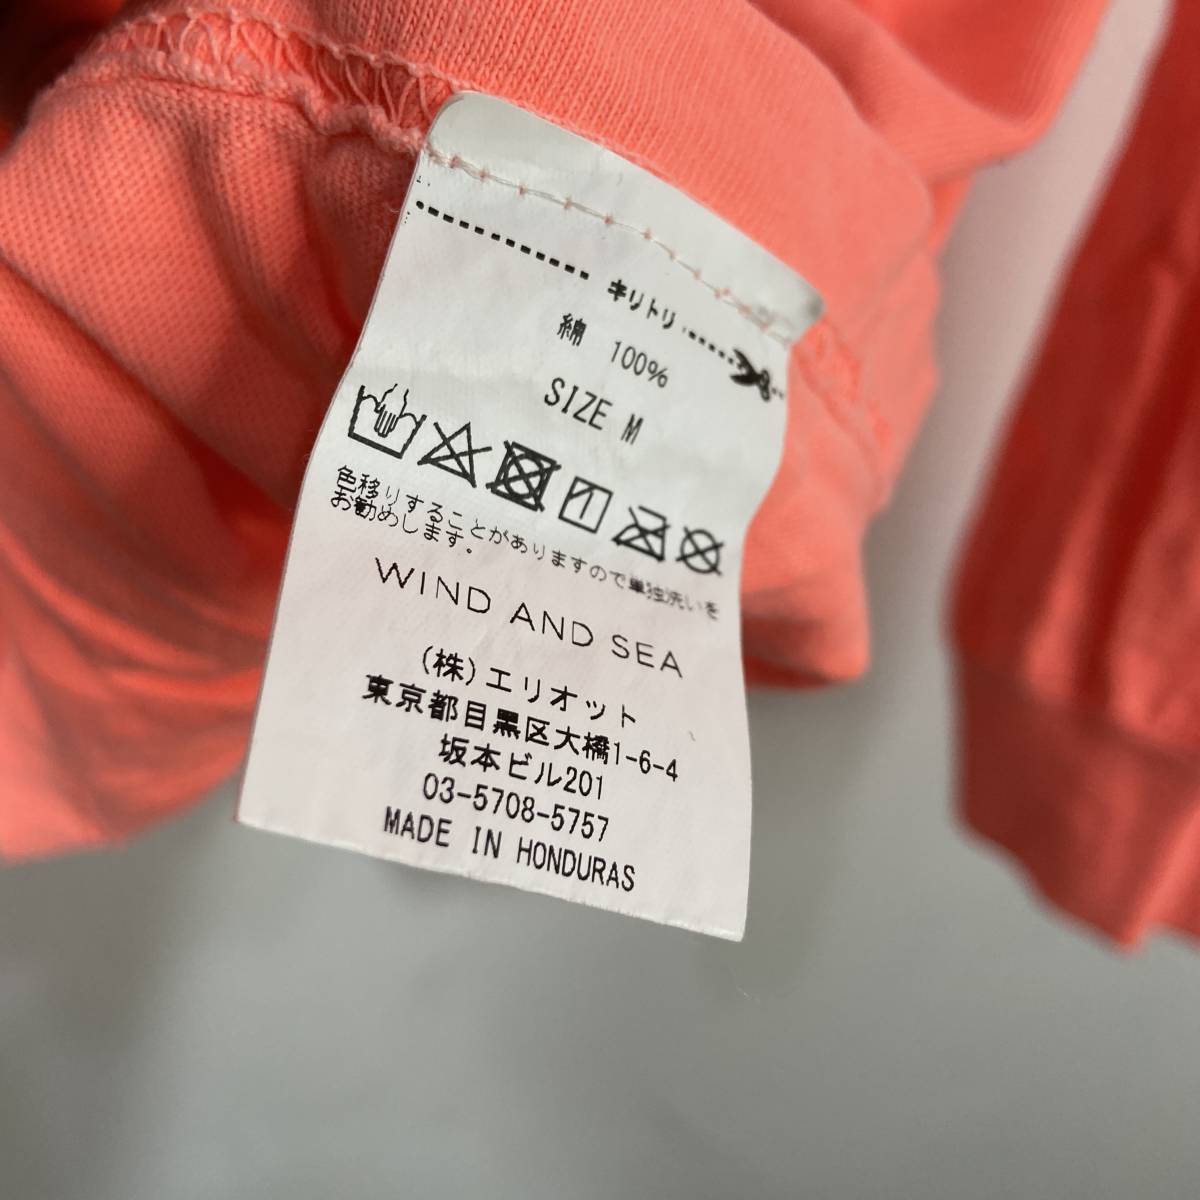 キリトリ
綿 100%
SIZE M
色移りすることがありますので単独洗いを
お勧めします。
WIND AND SEA
(株)エリオット
東京都目黒区大橋1-6-4
坂本ビル201
03-5708-5757
MADE IN HONDURAS